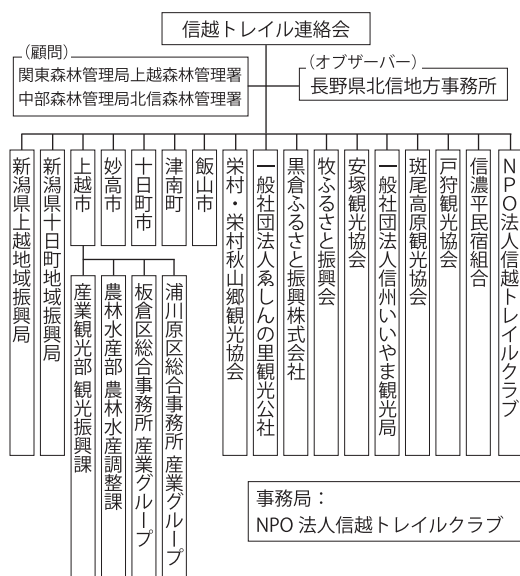 信越トレイル連絡会
（顧問）
関東森林管理局上越森林管理署
中部森林管理局北信森林管理署
（オブザーバー）
長野県北信地方事務所
新潟県上越地域振興局
新潟県十日町地域振興局
上越市
妙高市
十日町市
津南町
飯山市
栄村・栄村秋山郷観光協会
一般社団法人ゑしんの里観光公社
黒倉ふるさと振興株式会社
牧ふるさと振興会
安塚観光協会
一般社団法人信州いいやま観光局
斑尾高原観光協会
戸狩観光協会
信濃平民宿組合
NPO法人信越トレイルクラブ
産業観光部 観光振興課
農林水産部 農林水産調整課
板倉区総合事務所 産業グループ
浦川原区総合事務所 産業グループ
事務局：
NPO 法人信越トレイルクラブ